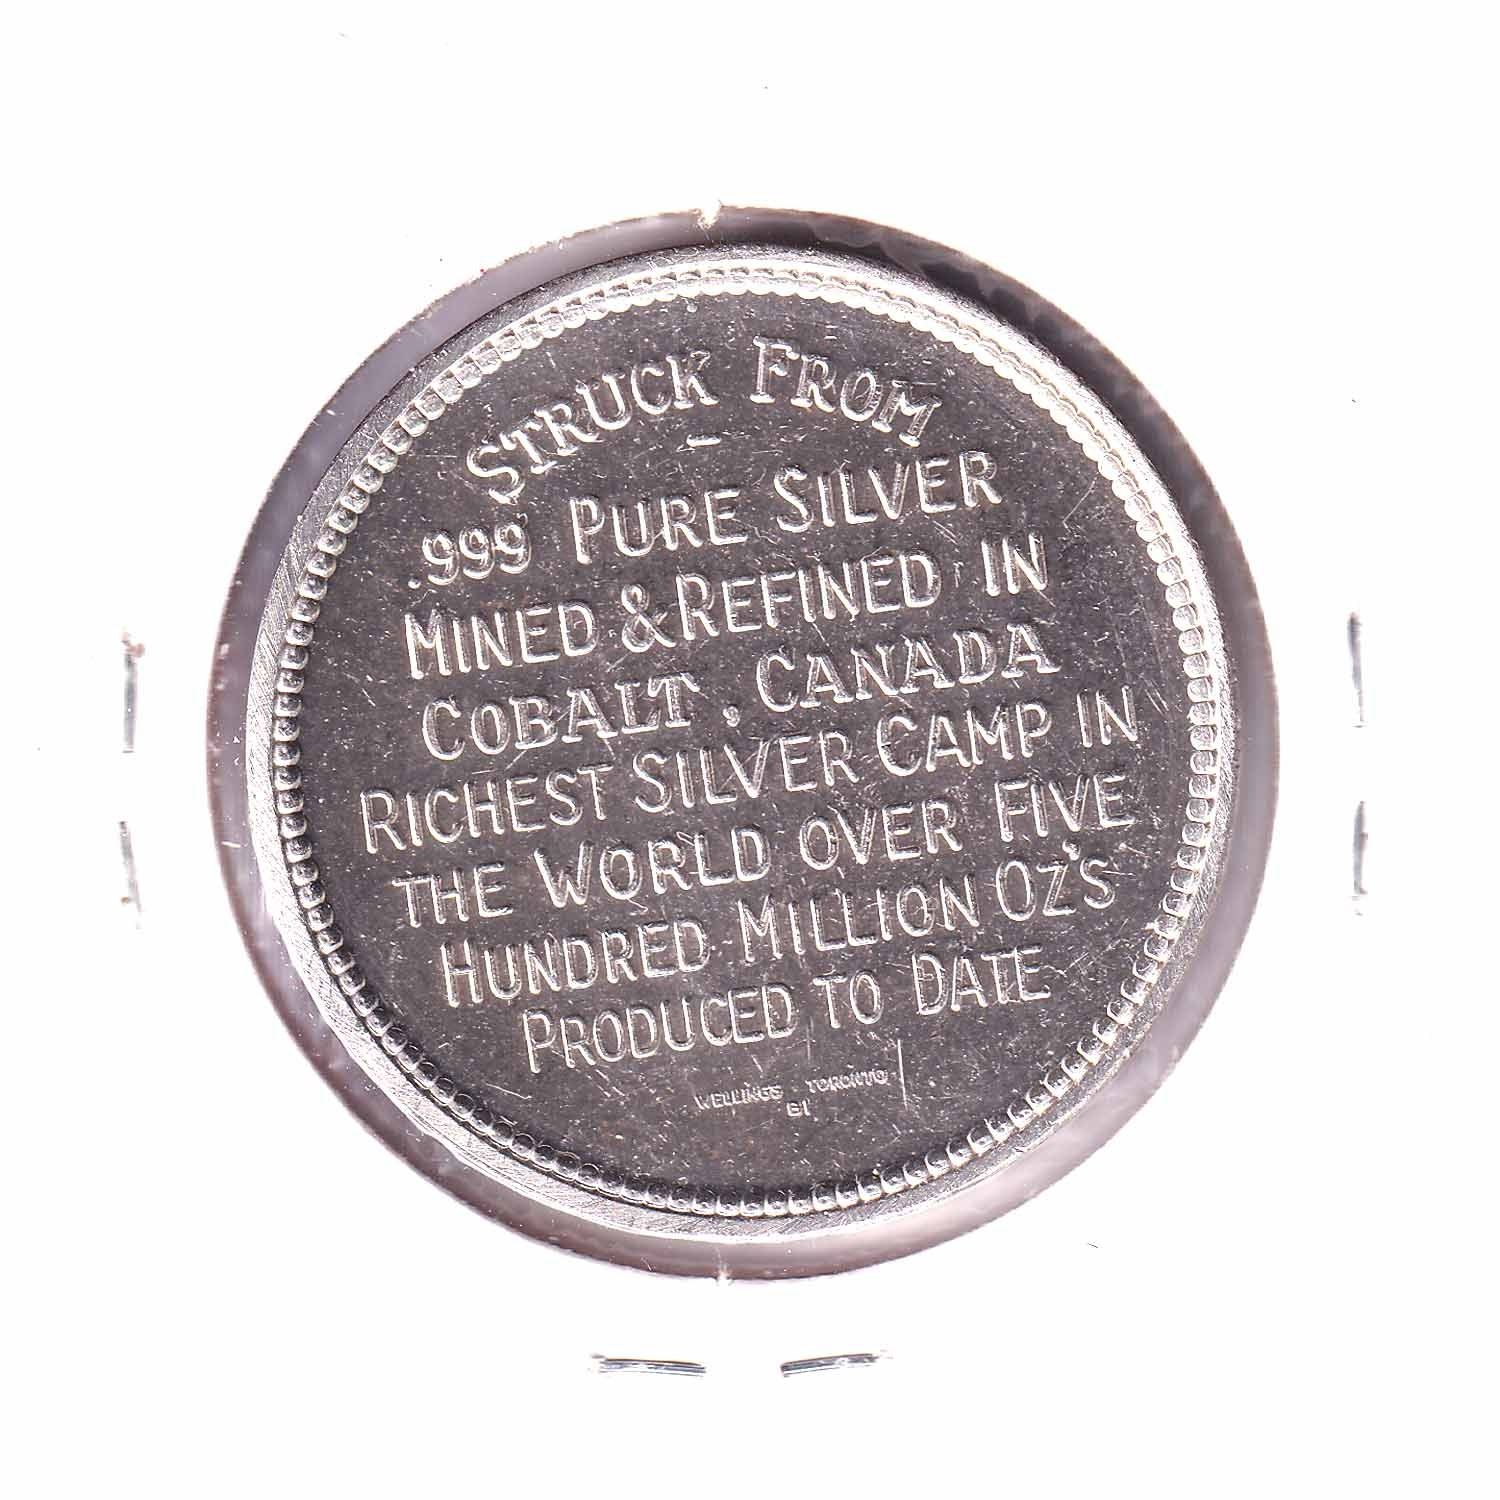 STRUCK FROM
.999 PURE SILVER
MINED & REFINED IN
COBALT, CANADA
RICHEST SILVER CAMP IN
THE WORLD OVER FIVE
HUNDRED MILLION OZ'S
PRODUCED TO DATE
WELLINGS TORONTO